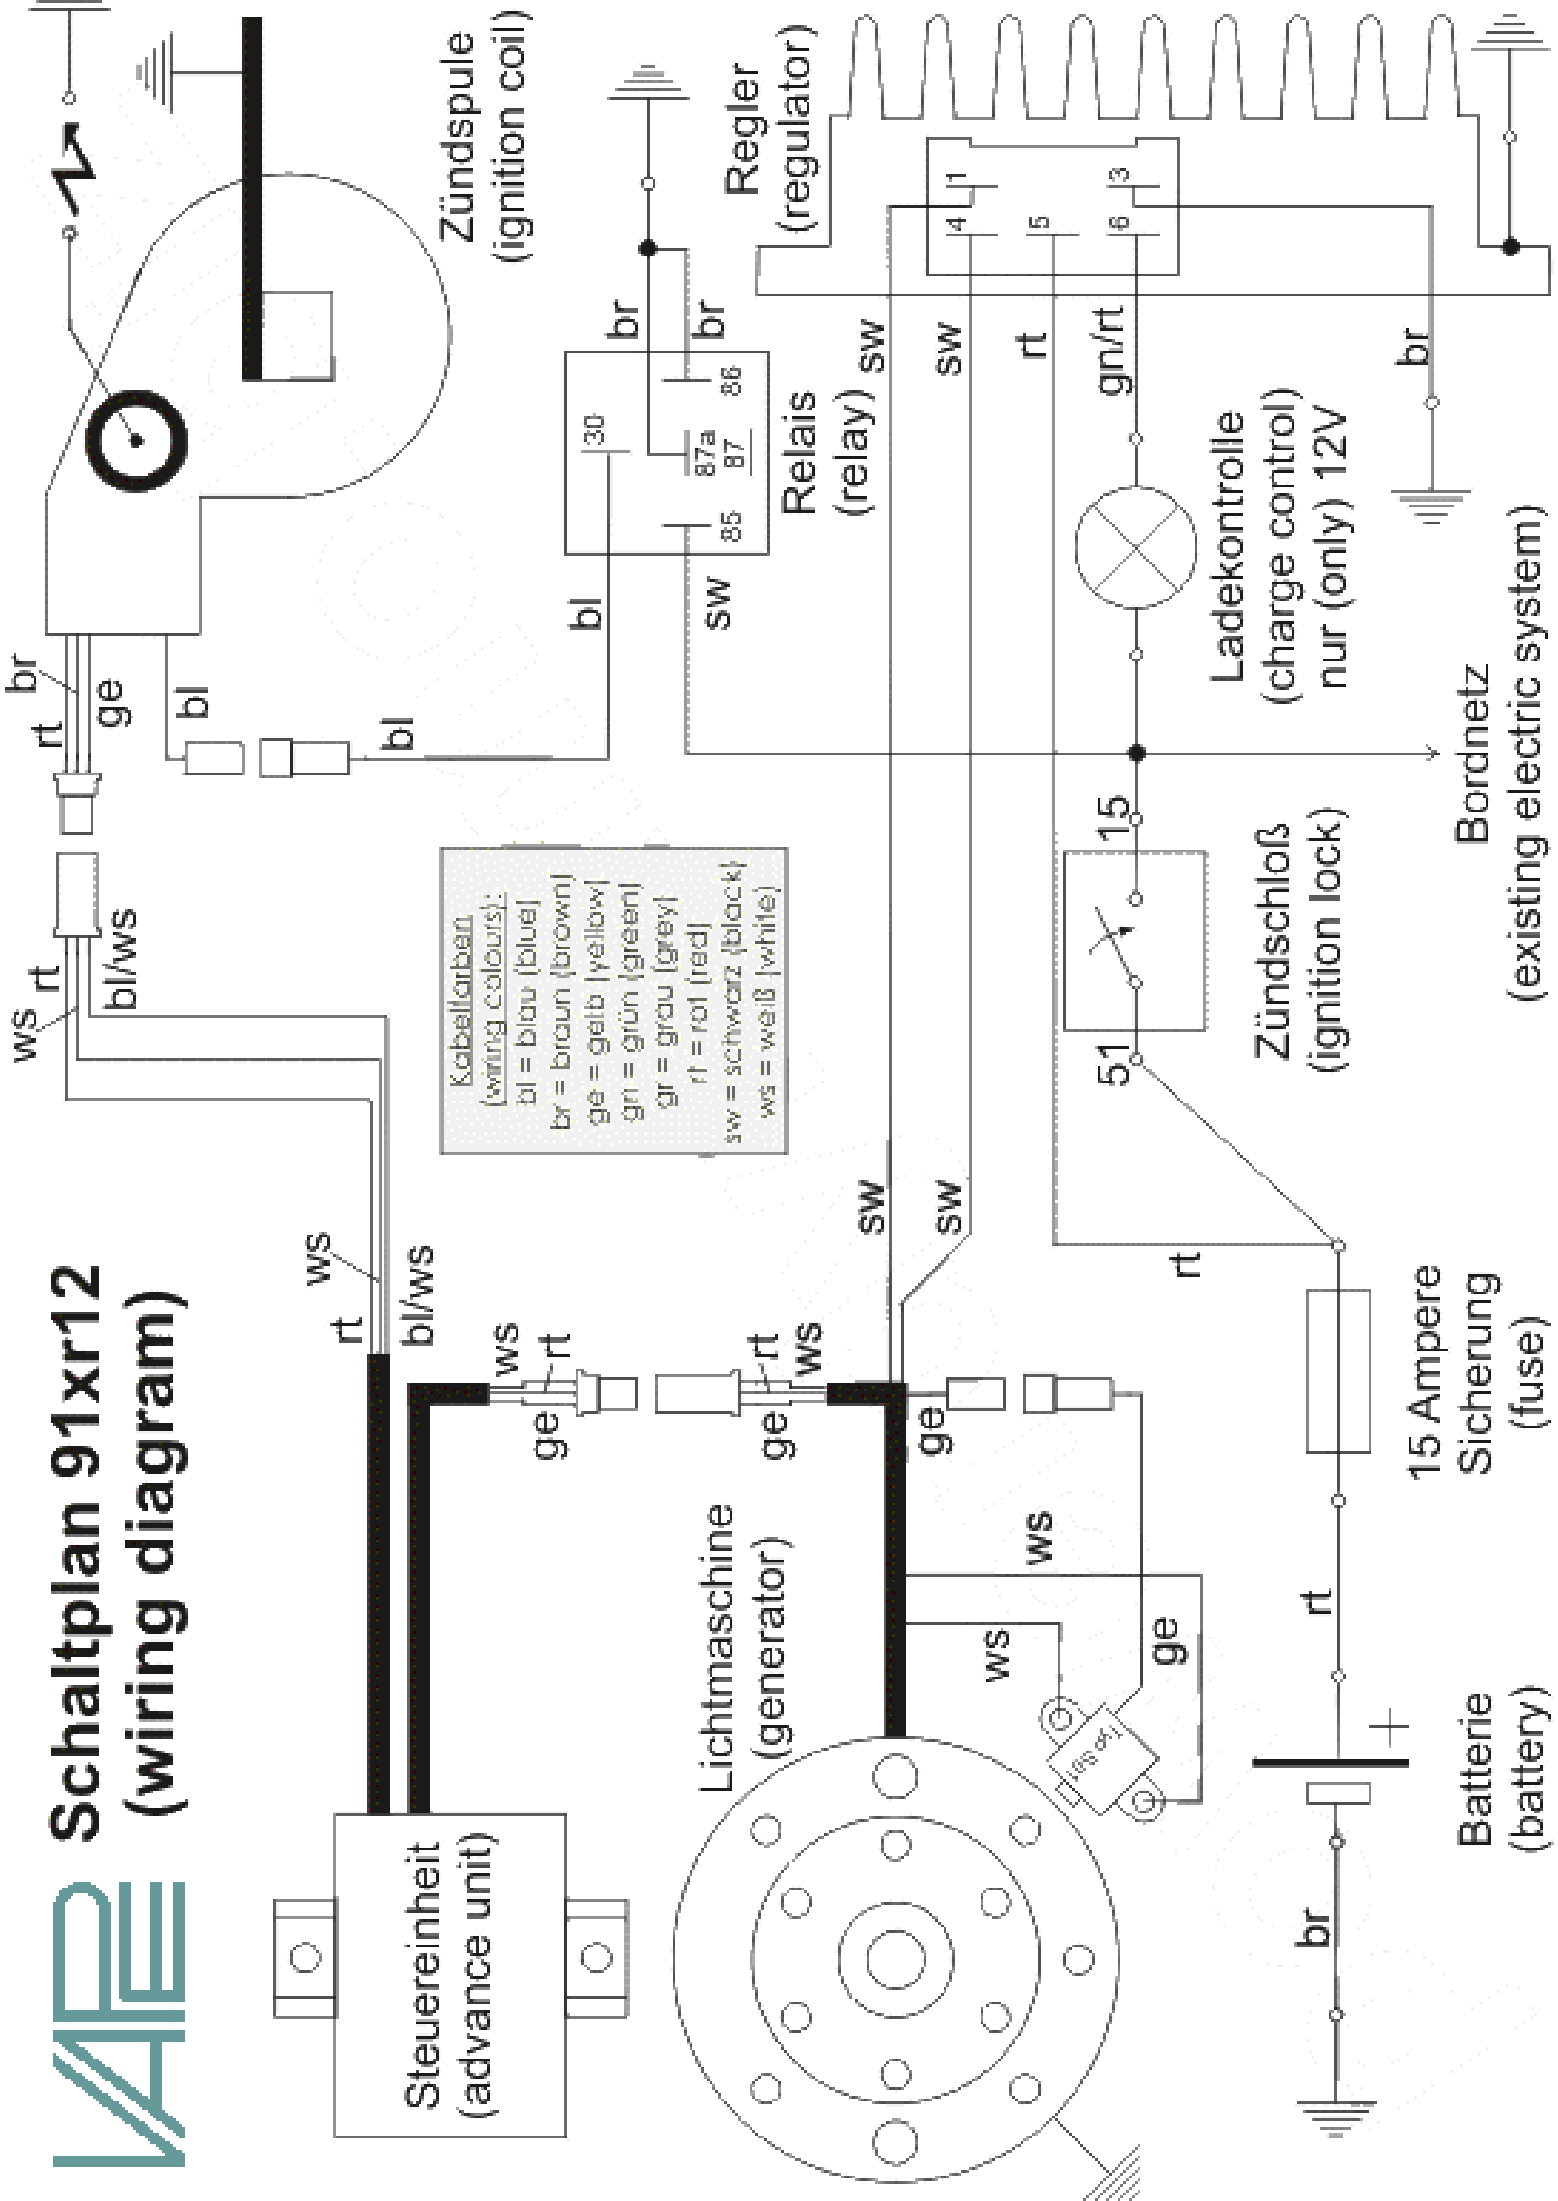 VAPE
Schaltplan 91xr12
(wiring diagram)
ws
rt
bl/ws
rt
br
ge
bl
bl
Zündspule
(ignition coil)
rt
ws
bl/ws
Steuereinheit
(advance unit)
ws
rt
ge
rt
ws
ge
ge
Kabelfarben
(wiring colours):
bl = blau (blue)
br = braun (brown)
ge = gelb (yellow)
gn = grün (green)
gr = grau (grey)
rt = rot (red)
sw = schwarz (black)
ws = weiß (white)
bl
sw
30
85
87a
87
86
br
br
Relais
(relay)
Regler
(regulator)
4
1
5
6
3
Lichtmaschine
(generator)
sw
sw
sw
sw
rt
gn/rt
br
ws
ws
ge
51
15
Zündschloß
(ignition lock)
Ladekontrolle
(charge control)
nur (only) 12V
Bordnetz
(existing electric system)
rt
rt
br
+
Batterie
(battery)
15 Ampere
Sicherung
(fuse)